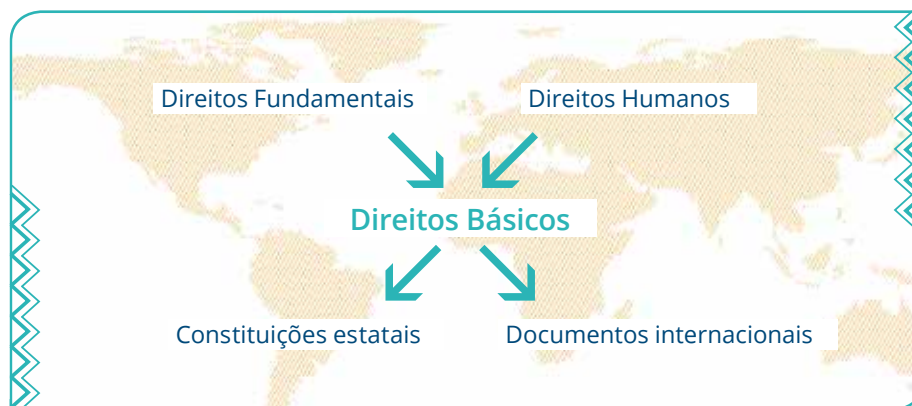 Direitos Fundamentais
Direitos Humanos
Direitos Básicos
Constituições estatais
Documentos internacionais